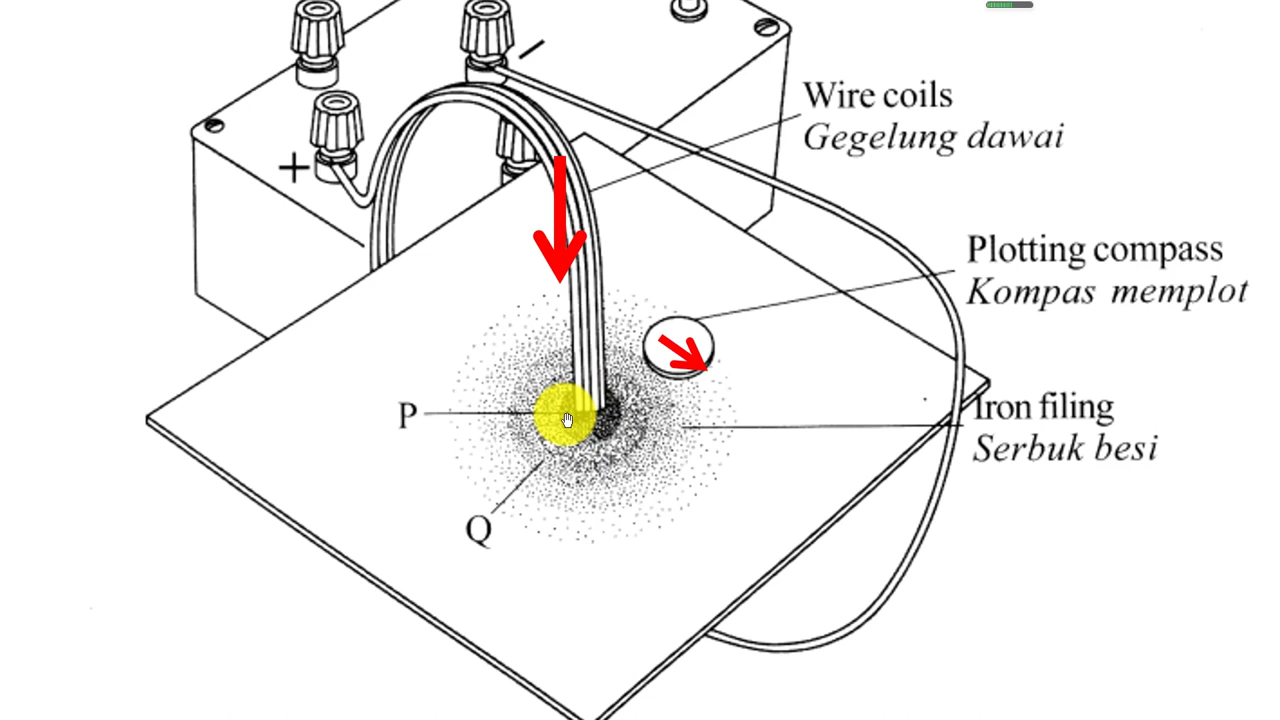 −
+
Wire coils
Gegelung dawai
Plotting compass
Kompas memplot
P
Iron filing
Serbuk besi
Q